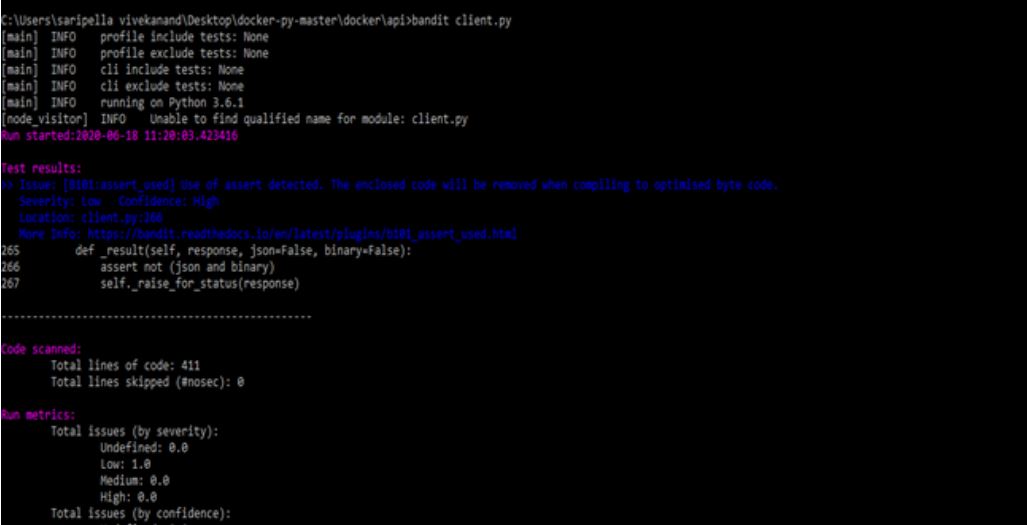 C:\Users\saripella vivekanand\Desktop\docker-py-master\docker\api>bandit client.py
[main]  INFO    profile include tests: None
[main]  INFO    profile exclude tests: None
[main]  INFO    cli include tests: None
[main]  INFO    cli exclude tests: None
[main]  INFO    running on Python 3.6.1
[node_visitor]  INFO    Unable to find qualified name for module: client.py
Run started:2020-06-18 11:20:03.423416
Test results:
>> Issue: [B101:assert_used] Use of assert detected. The enclosed code will be removed when compiling to optimised byte code.
Severity: Low   Confidence: High
Location: client.py:266
More Info: https://bandit.readthedocs.io/en/latest/plugins/b101_assert_used.html
265         def _result(self, response, json=False, binary=False):
266             assert not (json and binary)
267             self._raise_for_status(response)
--------------------------------------------------
Code scanned:
Total lines of code: 411
Total lines skipped (#nosec): 0
Run metrics:
Total issues (by severity):
Undefined: 0.0
Low: 1.0
Medium: 0.0
High: 0.0
Total issues (by confidence):